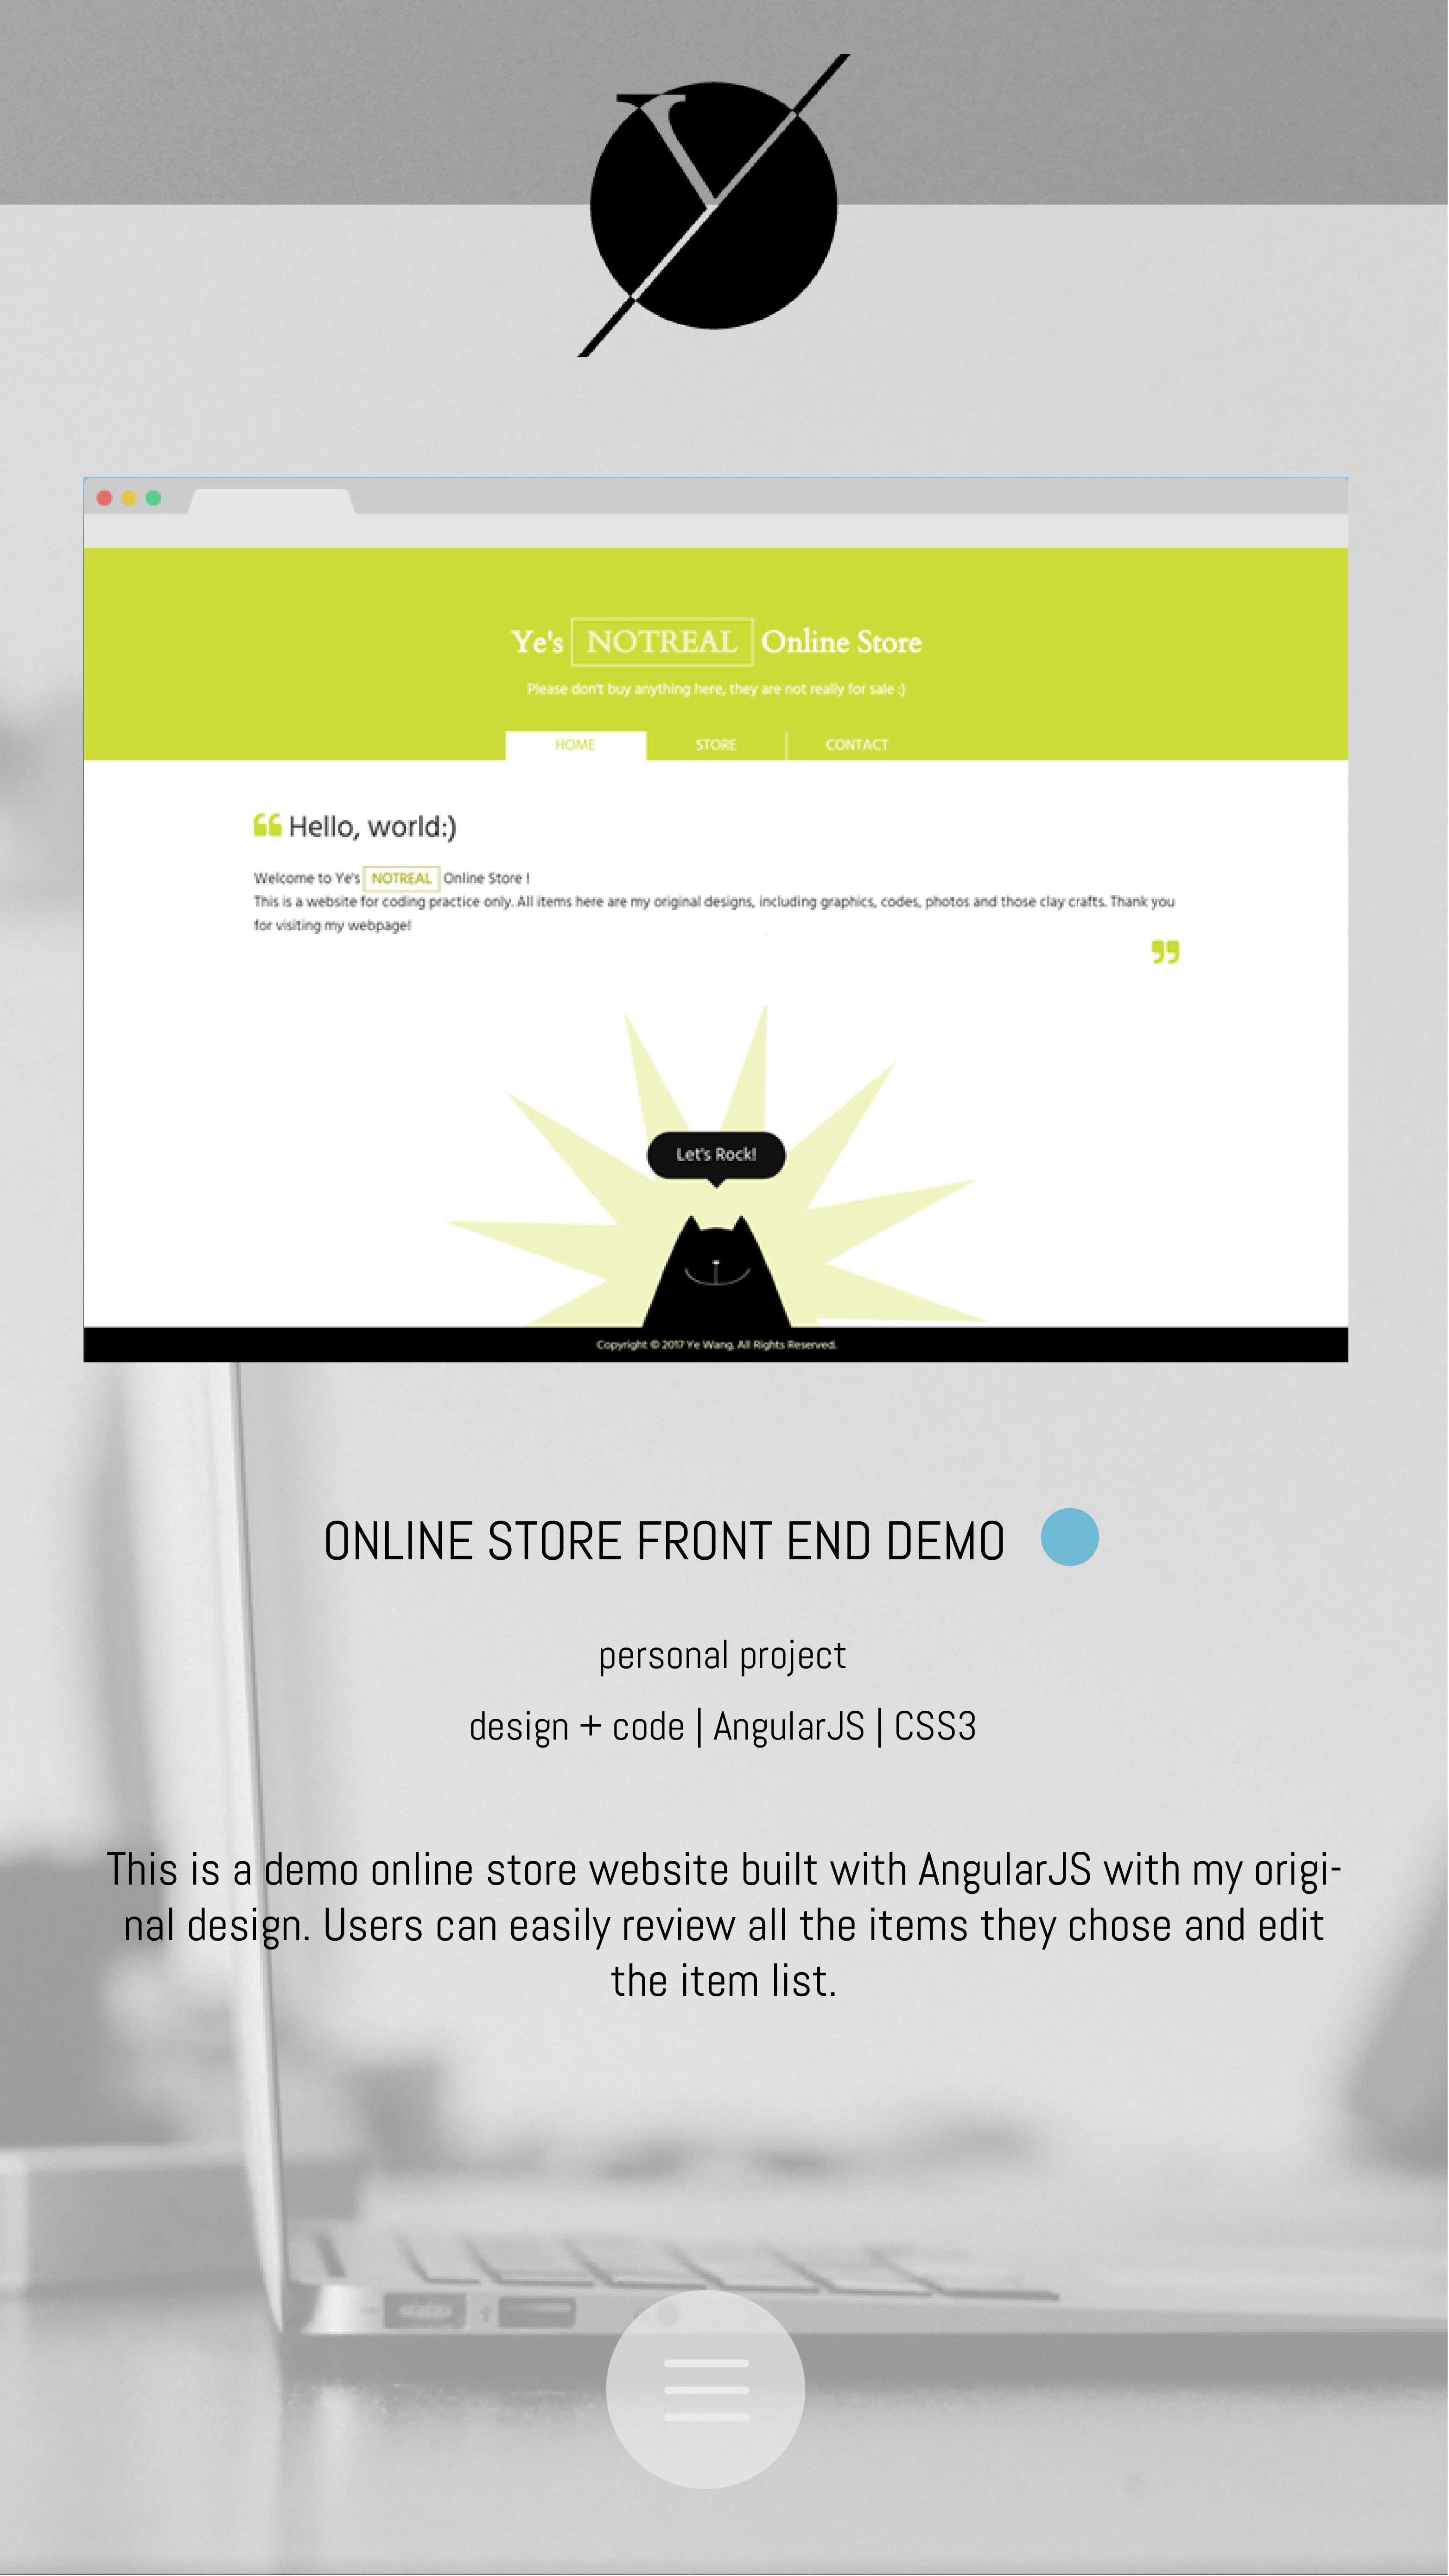 Y
Ye's NOTREAL Online Store
Please don't buy anything here, they are not really for sale :)
HOME STORE CONTACT
Hello, world:)
Welcome to Ye's NOTREAL Online Store !
This is a website for coding practice only. All items here are my original designs, including graphics, codes, photos and those clay crafts. Thank you
for visiting my webpage!
Let's Rock!
Copyright © 2017 Ye Wang. All Rights Reserved.
ONLINE STORE FRONT END DEMO
personal project
design + code | AngularJS | CSS3
This is a demo online store website built with AngularJS with my origi-
nal design. Users can easily review all the items they chose and edit
the item list.